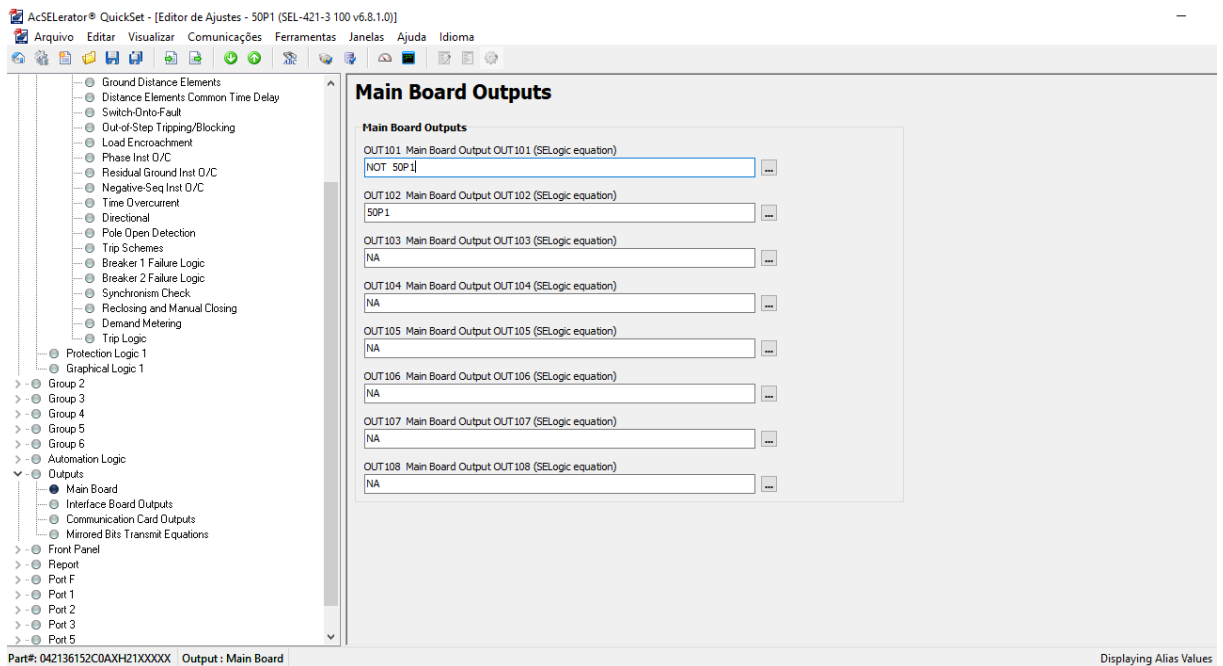 AcSELerator® QuickSet - [Editor de Ajustes - 50P1 (SEL-421-3 100 v6.8.1.0)]
Arquivo Editar Visualizar Comunicações Ferramentas Janelas Ajuda Idioma
Ground Distance Elements
Distance Elements Common Time Delay
Switch-Onto-Fault
Out-of-Step Tripping/Blocking
Load Encroachment
Phase Inst O/C
Residual Ground Inst O/C
Negative-Seq Inst O/C
Time Overcurrent
Directional
Pole Open Detection
Trip Schemes
Breaker 1 Failure Logic
Breaker 2 Failure Logic
Synchronism Check
Reclosing and Manual Closing
Demand Metering
Trip Logic
Protection Logic 1
Graphical Logic 1
Group 2
Group 3
Group 4
Group 5
Group 6
Automation Logic
Outputs
Main Board
Interface Board Outputs
Communication Card Outputs
Mirrored Bits Transmit Equations
Front Panel
Report
Port F
Port 1
Port 2
Port 3
Port 5
Main Board Outputs
Main Board Outputs
OUT101 Main Board Output OUT101 (SELogic equation)
NOT 50P1
...
OUT102 Main Board Output OUT102 (SELogic equation)
50P1
...
OUT103 Main Board Output OUT103 (SELogic equation)
NA
...
OUT104 Main Board Output OUT104 (SELogic equation)
NA
...
OUT105 Main Board Output OUT105 (SELogic equation)
NA
...
OUT106 Main Board Output OUT106 (SELogic equation)
NA
...
OUT107 Main Board Output OUT107 (SELogic equation)
NA
...
OUT108 Main Board Output OUT108 (SELogic equation)
NA
...
Part#: 042136152C0AXH21XXXXX Output : Main Board
Displaying Alias Values